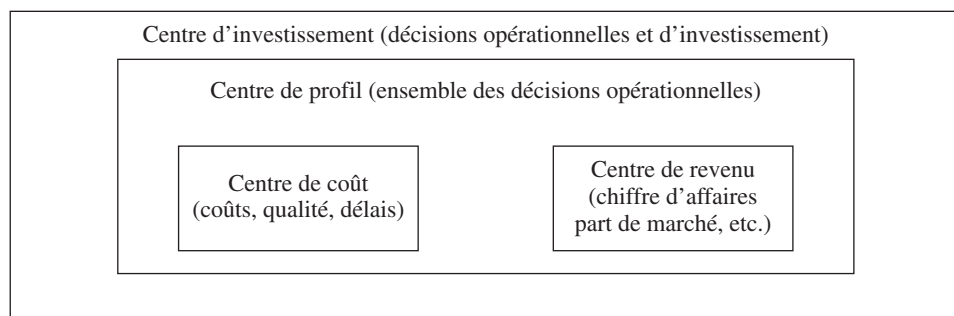 Centre d’investissement (décisions opérationnelles et d’investissement)
Centre de profil (ensemble des décisions opérationnelles)
Centre de coût
(coûts, qualité, délais)
Centre de revenu
(chiffre d’affaires
part de marché, etc.)